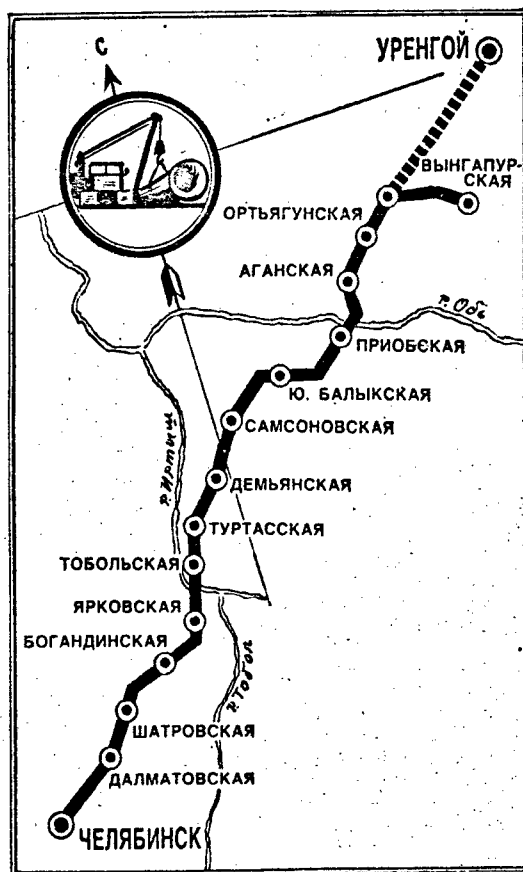 С
УРЕНГОЙ
ВЫНГАПУР-
СКАЯ
ОРТЬЯГУНСКАЯ
АГАНСКАЯ
р. Обь
ПРИОБСКАЯ
Ю. БАЛЫКСКАЯ
САМСОНОВСКАЯ
р. Иртыш
ДЕМЬЯНСКАЯ
ТУРТАССКАЯ
ТОБОЛЬСКАЯ
ЯРКОВСКАЯ
БОГАНДИНСКАЯ
р. Тобол
ШАТРОВСКАЯ
ДАЛМАТОВСКАЯ
ЧЕЛЯБИНСК